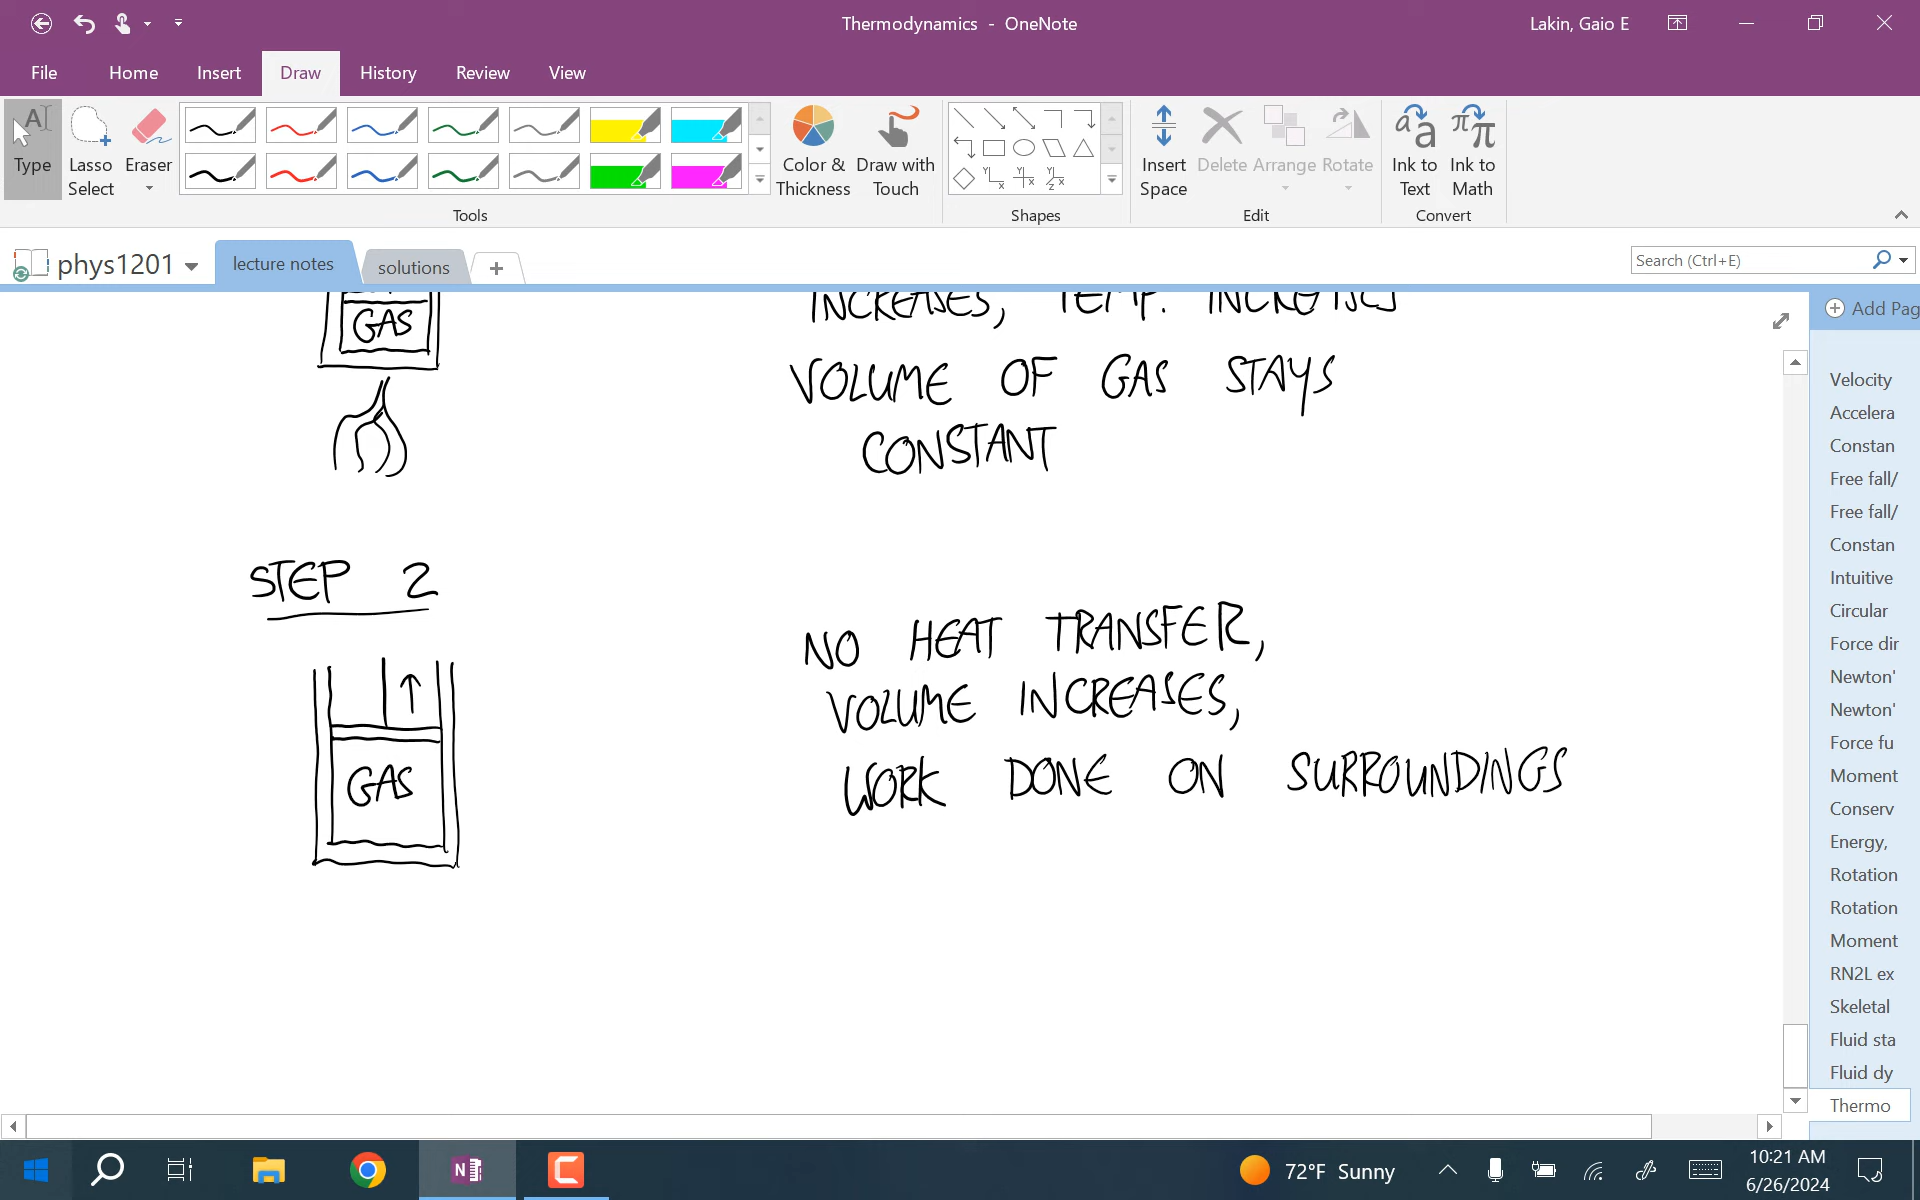 Thermodynamics - OneNote
Lakin, Gaio E
File Home Insert Draw History Review View
Type
Lasso Select
Eraser
Color & Thickness
Draw with Touch
Insert Space
Delete
Arrange
Rotate
Ink to Text
Ink to Math
Tools
Shapes
Edit
Convert
phys1201
lecture notes
solutions
Search (Ctrl+E)
Add Pag
INCREASES, TEMP. INCREASES
GAS
VOLUME OF GAS STAYS
CONSTANT
STEP 2
NO HEAT TRANSFER,
VOLUME INCREASES,
WORK DONE ON SURROUNDINGS
GAS
Velocity
Accelera
Constan
Free fall/
Free fall/
Constan
Intuitive
Circular
Force dir
Newton'
Newton'
Force fu
Moment
Conserv
Energy,
Rotation
Rotation
Moment
RN2L ex
Skeletal
Fluid sta
Fluid dy
Thermo
72°F Sunny
10:21 AM
6/26/2024